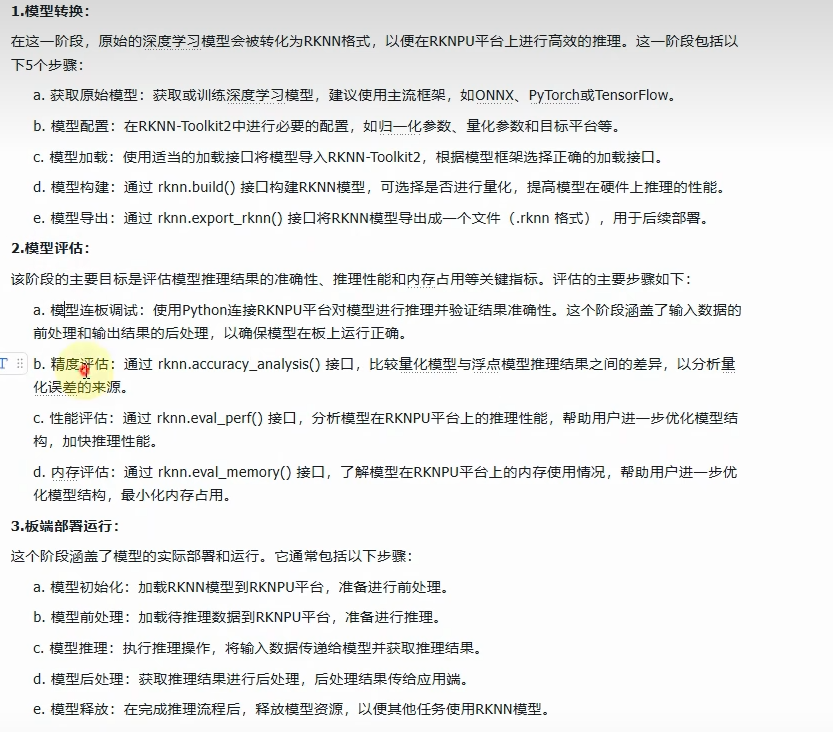 1.模型转换：
在这一阶段，原始的深度学习模型会被转化为RKNN格式，以便在RKNPU平台上进行高效的推理。这一阶段包括以
下5个步骤：
a. 获取原始模型：获取或训练深度学习模型，建议使用主流框架，如ONNX、PyTorch或TensorFlow。
b. 模型配置：在RKNN-Toolkit2中进行必要的配置，如归一化参数、量化参数和目标平台等。
c. 模型加载：使用适当的加载接口将模型导入RKNN-Toolkit2，根据模型框架选择正确的加载接口。
d. 模型构建：通过 rknn.build() 接口构建RKNN模型，可选择是否进行量化，提高模型在硬件上推理的性能。
e. 模型导出：通过 rknn.export_rknn() 接口将RKNN模型导出成一个文件（.rknn 格式），用于后续部署。
2.模型评估：
该阶段的主要目标是评估模型推理结果的准确性、推理性能和内存占用等关键指标。评估的主要步骤如下：
a. 模型连板调试：使用Python连接RKNPU平台对模型进行推理并验证结果准确性。这个阶段涵盖了输入数据的
前处理和输出结果的后处理，以确保模型在板上运行正确。
b. 精度评估：通过 rknn.accuracy_analysis() 接口，比较量化模型与浮点模型推理结果之间的差异，以分析量
化误差的来源。
c. 性能评估：通过 rknn.eval_perf() 接口，分析模型在RKNPU平台上的推理性能，帮助用户进一步优化模型结
构，加快推理性能。
d. 内存评估：通过 rknn.eval_memory() 接口，了解模型在RKNPU平台上的内存使用情况，帮助用户进一步优
化模型结构，最小化内存占用。
3.板端部署运行：
这个阶段涵盖了模型的实际部署和运行。它通常包括以下步骤：
a. 模型初始化：加载RKNN模型到RKNPU平台，准备进行前处理。
b. 模型前处理：加载待推理数据到RKNPU平台，准备进行推理。
c. 模型推理：执行推理操作，将输入数据传递给模型并获取推理结果。
d. 模型后处理：获取推理结果进行后处理，后处理结果传给应用端。
e. 模型释放：在完成推理流程后，释放模型资源，以便其他任务使用RKNN模型。